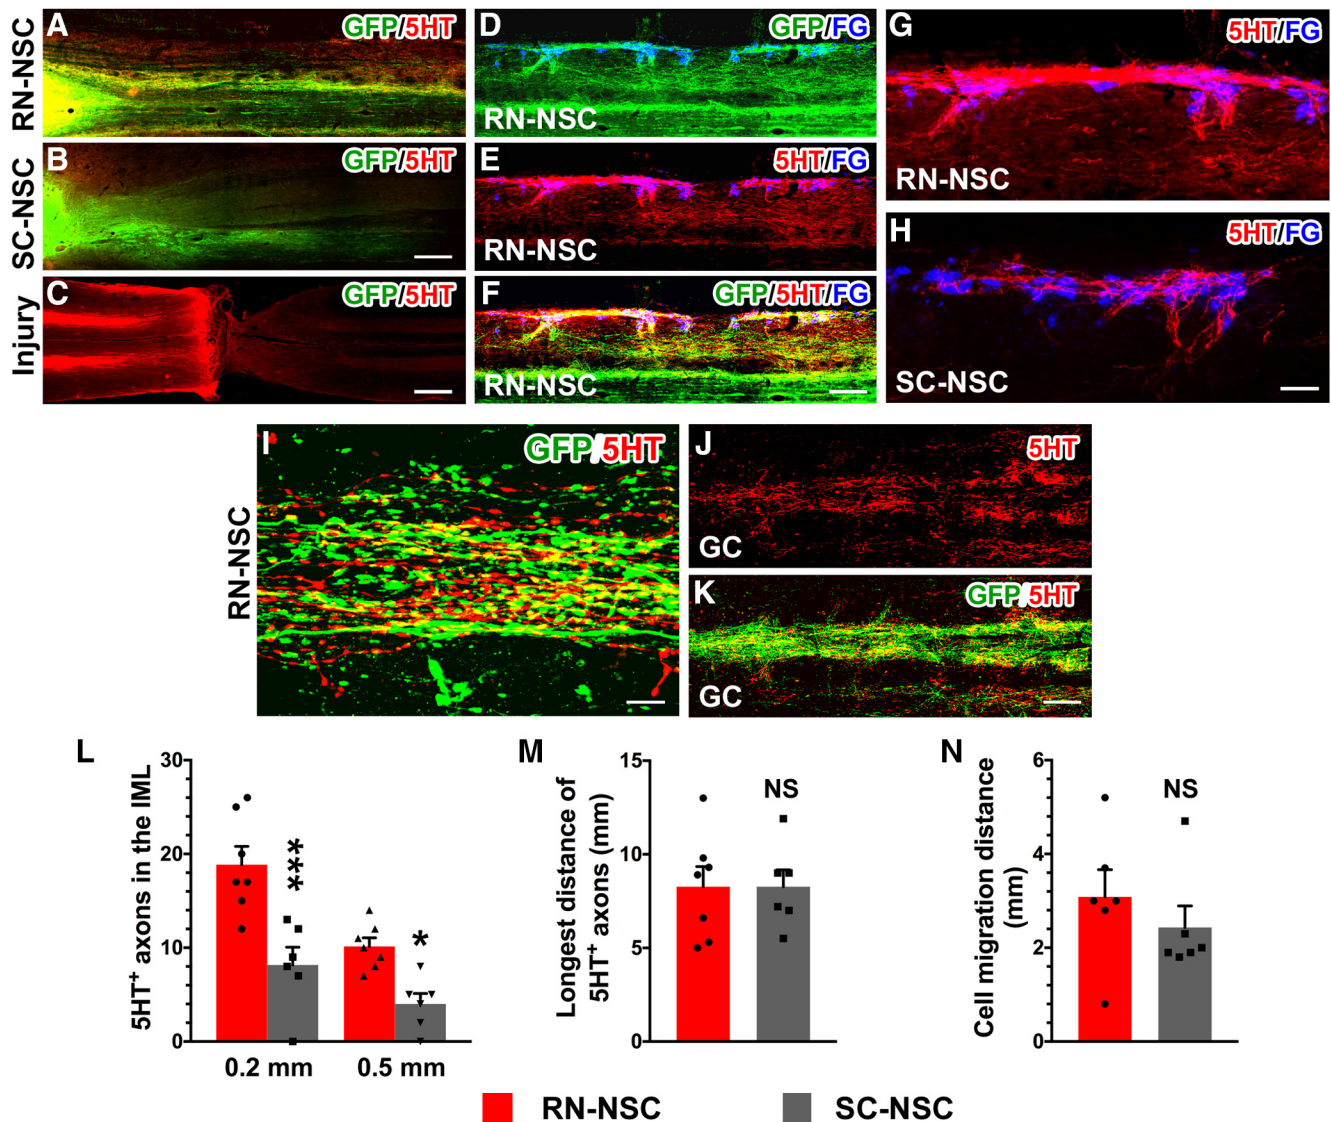 RN-NSC
A
GFP/5HT
SC-NSC
B
GFP/5HT
Injury
C
GFP/5HT
D
GFP/FG
RN-NSC
E
5HT/FG
RN-NSC
F
GFP/5HT/FG
RN-NSC
G
5HT/FG
RN-NSC
H
5HT/FG
SC-NSC
RN-NSC
I
GFP/5HT
J
5HT
GC
K
GFP/5HT
GC
L
5HT+ axons in the IML
30
20
10
0
***
*
0.2 mm
0.5 mm
M
Longest distance of
5HT+ axons (mm)
15
10
5
0
NS
N
Cell migration distance
(mm)
6
4
2
0
NS
RN-NSC
SC-NSC